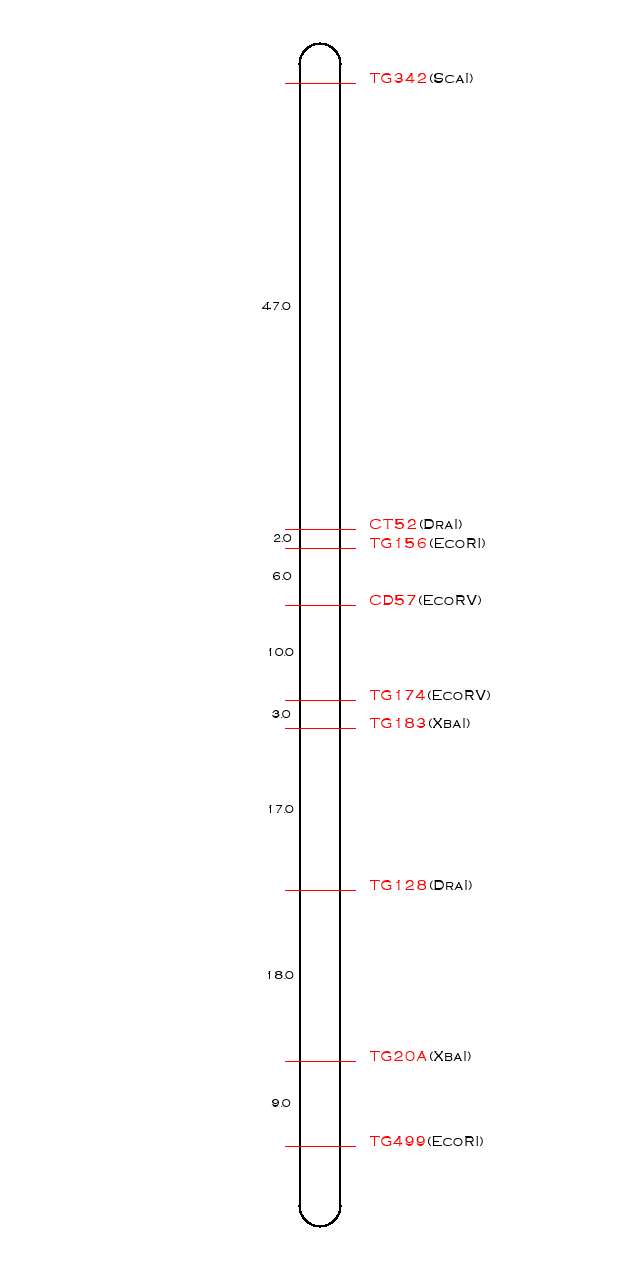 TG342(ScaI)
47.0
CT52(DraI)
2.0
TG156(EcoRI)
6.0
CD57(EcoRV)
10.0
TG174(EcoRV)
3.0
TG183(XbaI)
17.0
TG128(DraI)
18.0
TG20A(XbaI)
9.0
TG499(EcoRI)